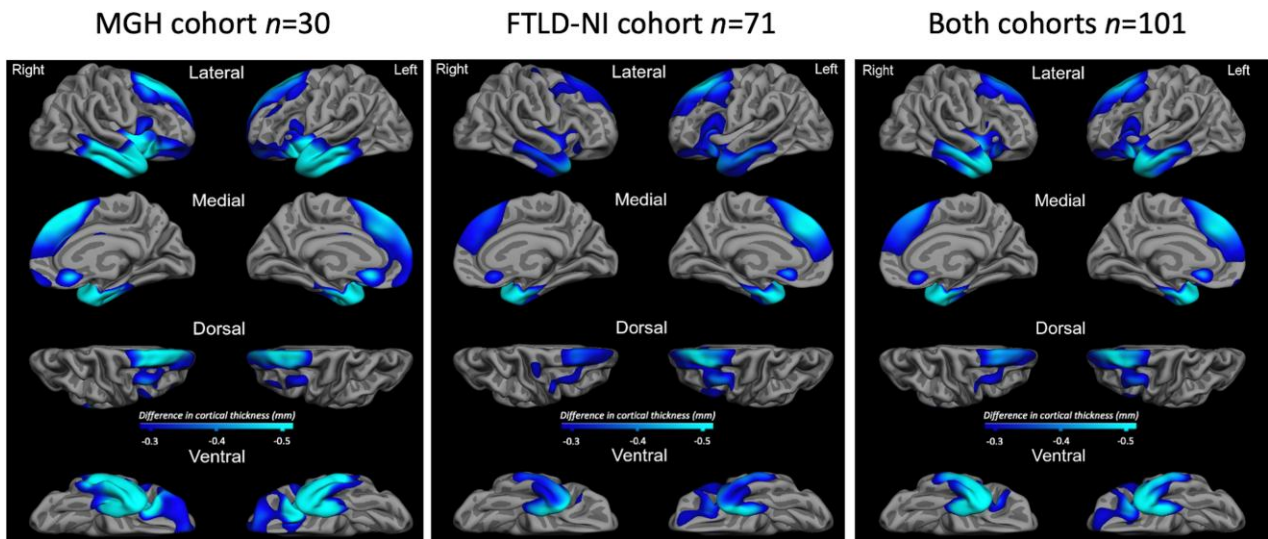 MGH cohort n=30
Right Lateral Left
Medial
Dorsal
Difference in cortical thickness (mm)
-0.3 -0.4 -0.5
Ventral
FTLD-NI cohort n=71
Right Lateral Left
Medial
Dorsal
Difference in cortical thickness (mm)
-0.3 -0.4 -0.5
Ventral
Both cohorts n=101
Right Lateral Left
Medial
Dorsal
Difference in cortical thickness (mm)
-0.3 -0.4 -0.5
Ventral